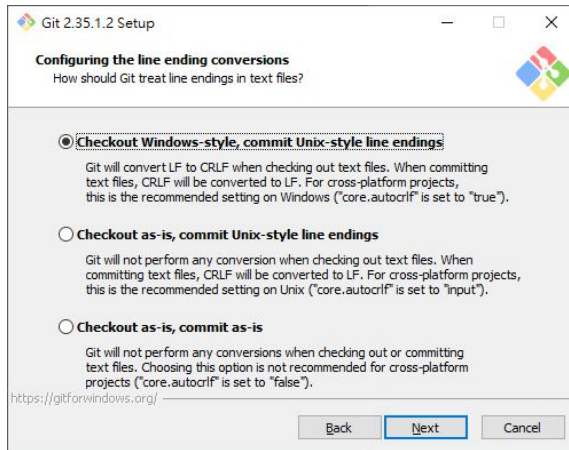 Git 2.35.1.2 Setup
Configuring the line ending conversions
How should Git treat line endings in text files?
Checkout Windows-style, commit Unix-style line endings
Git will convert LF to CRLF when checking out text files. When committing
text files, CRLF will be converted to LF. For cross-platform projects,
this is the recommended setting on Windows ("core.autocrlf" is set to "true").
Checkout as-is, commit Unix-style line endings
Git will not perform any conversion when checking out text files. When
committing text files, CRLF will be converted to LF. For cross-platform projects,
this is the recommended setting on Unix ("core.autocrlf" is set to "input").
Checkout as-is, commit as-is
Git will not perform any conversions when checking out or committing
text files. Choosing this option is not recommended for cross-platform
projects ("core.autocrlf" is set to "false").
https://gitforwindows.org/
Back Next Cancel